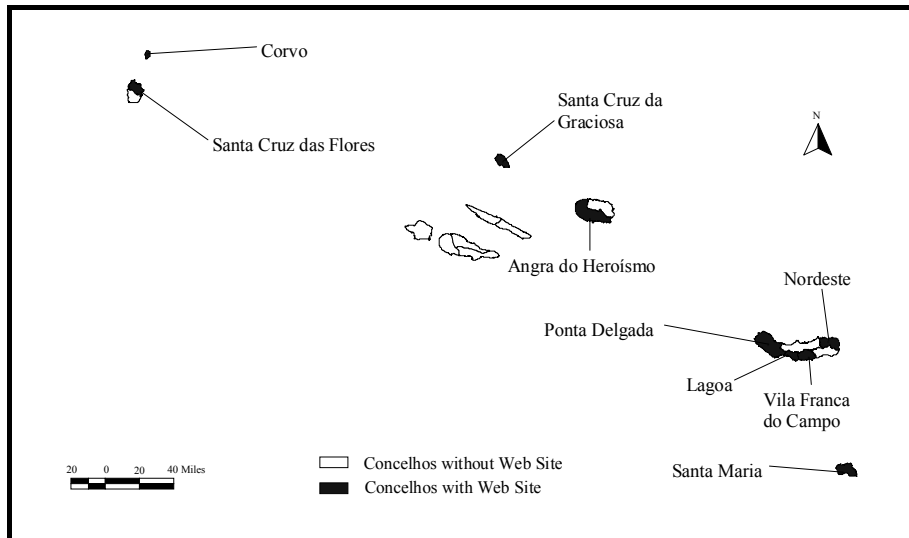 Corvo
Santa Cruz das Flores
Santa Cruz da
Graciosa
N
Angra do Heroísmo
Nordeste
Ponta Delgada
Lagoa
Vila Franca
do Campo
Santa Maria
20 0 20 40 Miles
Concelhos without Web Site
Concelhos with Web Site